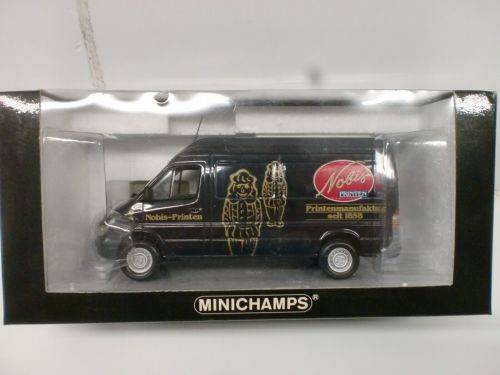 Nobis
PRINTEN
Nobis-Printen
Printenmanufaktur
seit 1858
MINICHAMPS®